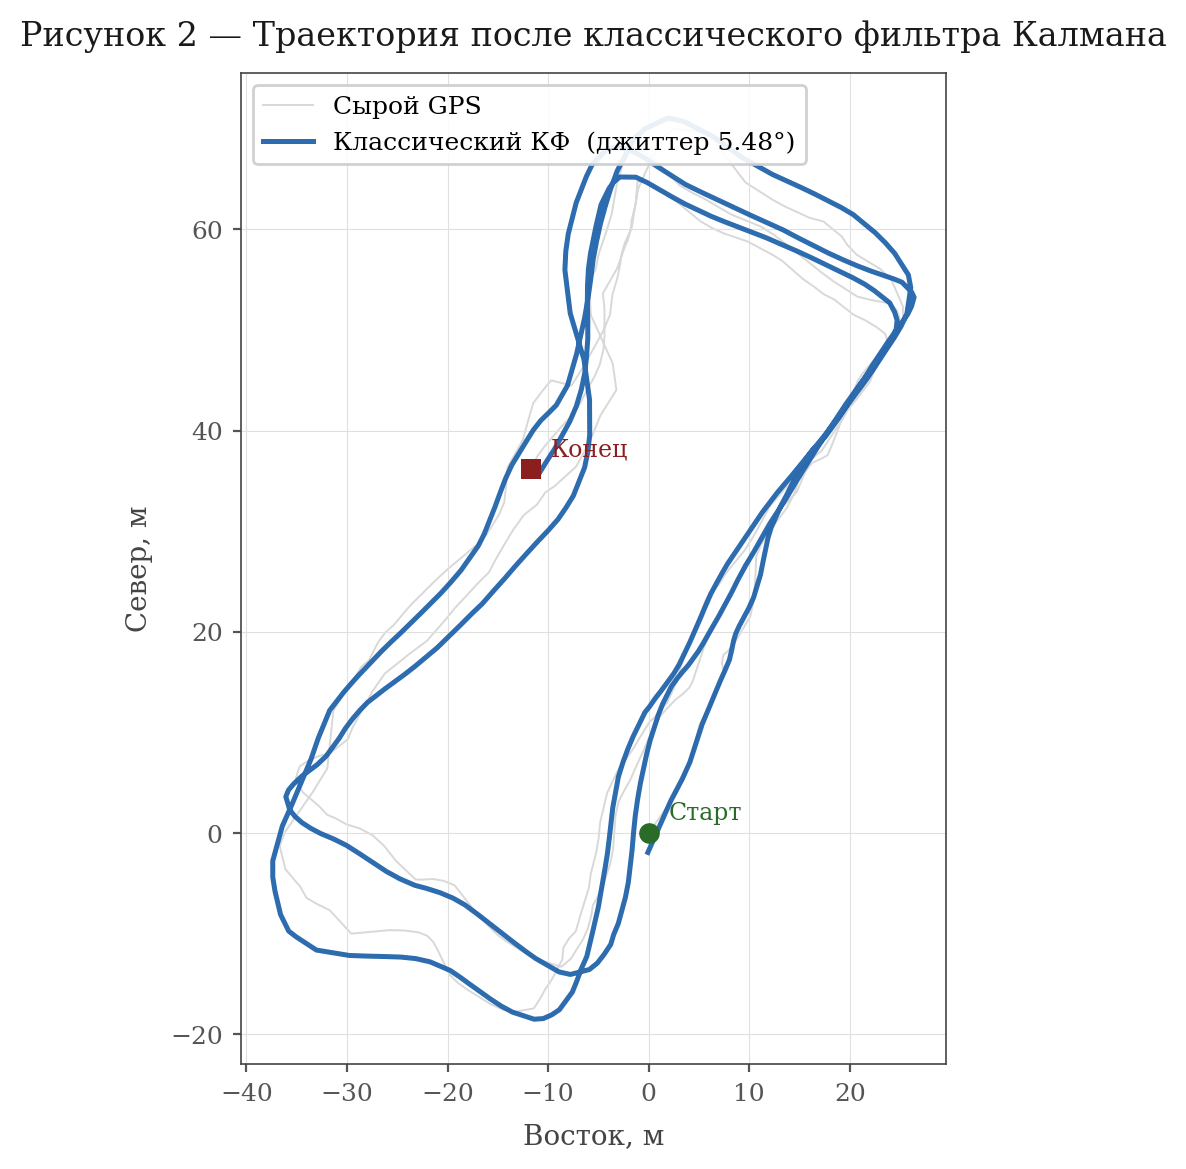 Рисунок 2 — Траектория после классического фильтра Калмана
Сырой GPS
Классический КФ  (джиттер 5.48°)
60
40
20
0
−20
Север, м
Конец
Старт
−40
−30
−20
−10
0
10
20
Восток, м